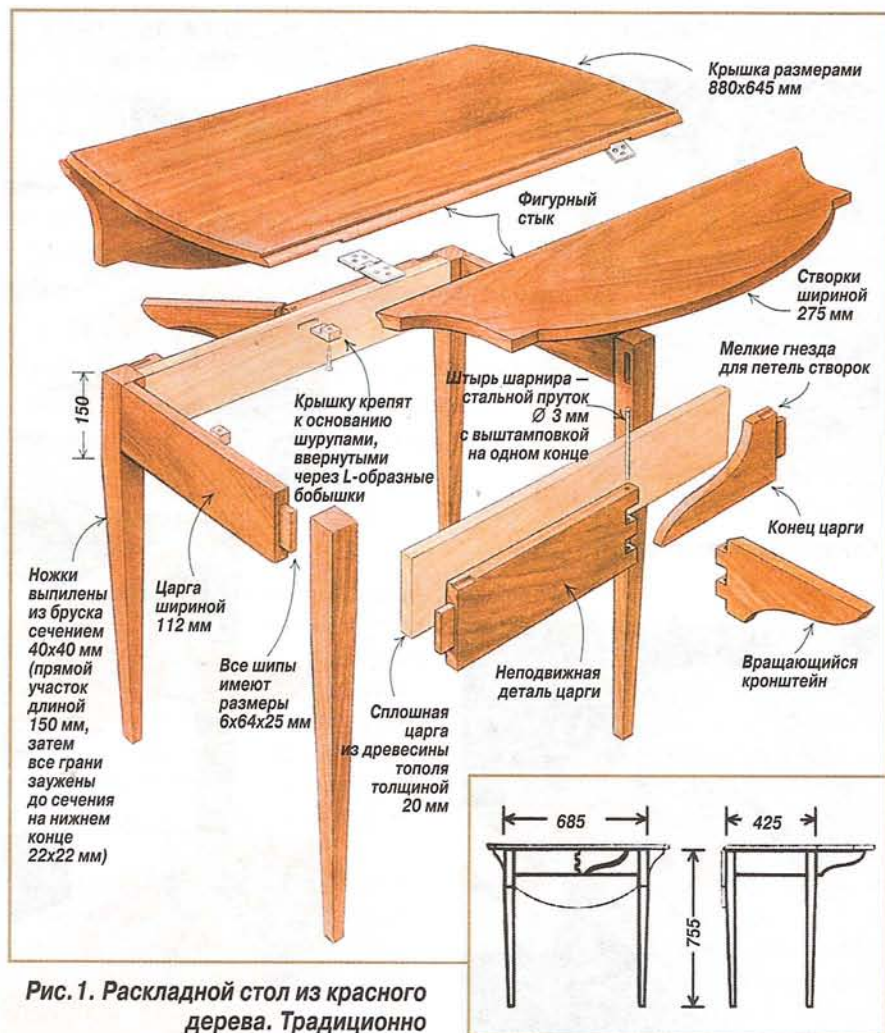 Крышка размерами
880х645 мм
Фигурный
стык
Створки
шириной
275 мм
Мелкие гнезда
для петель створок
Штырь шарнира —
стальной пруток
Ø 3 мм
с выштамповкой
на одном конце
150
Крышку крепят
к основанию
шурупами,
ввернутыми
через L-образные
бобышки
Конец царги
Ножки
выпилены
из бруска
сечением
40х40 мм
(прямой
участок
длиной
150 мм,
затем
все грани
заужены
до сечения
на нижнем
конце
22х22 мм)
Царга
шириной
112 мм
Все шипы
имеют
размеры
6х64х25 мм
Сплошная
царга
из древесины
тополя
толщиной
20 мм
Неподвижная
деталь царги
Вращающийся
кронштейн
685
425
755
Рис.1. Раскладной стол из красного
дерева. Традиционно